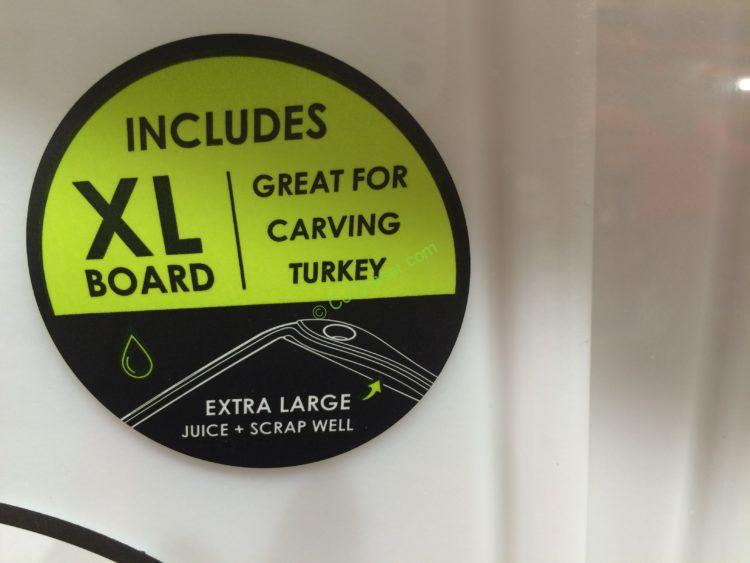 INCLUDES
XL
BOARD
GREAT FOR
CARVING
TURKEY
EXTRA LARGE
JUICE + SCRAP WELL